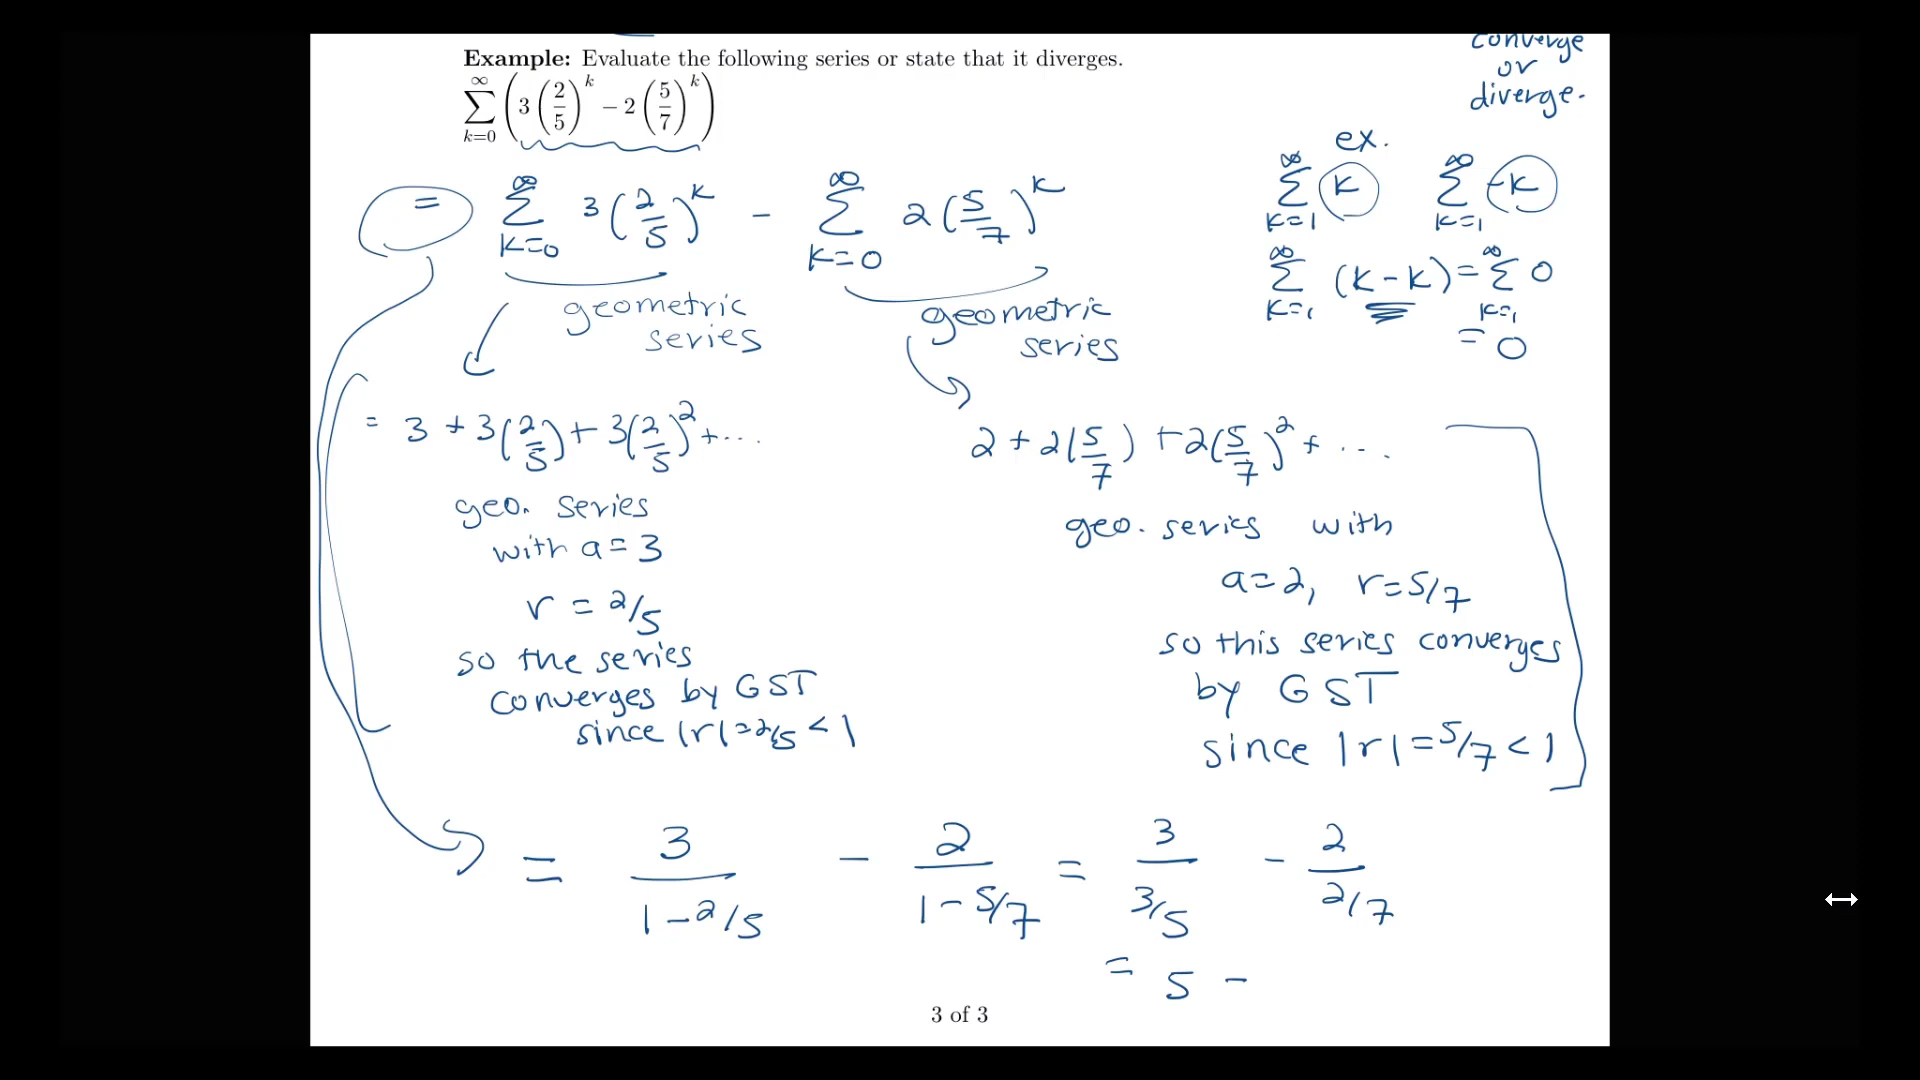 converge
or
diverge.
Example: Evaluate the following series or state that it diverges.
∞∑k=0 (3(2/5)^k − 2(5/7)^k)
ex.
∞∑k=1 k   ∞∑k=1 −k
∞∑k=1 (k−k) = ∞∑k=1 0
= 0
= ∞∑k=0 3(2/5)^k − ∞∑k=0 2(5/7)^k
geometric
series
geometric
series
= 3 + 3(2/5) + 3(2/5)^2 + ...
geo. series
with a = 3
r = 2/5
so the series
converges by GST
since |r| = 2/5 < 1
2 + 2(5/7) + 2(5/7)^2 + ...
geo. series with
a = 2, r = 5/7
so this series converges
by GST
since |r| = 5/7 < 1
= 3/(1 − 2/5) − 2/(1 − 5/7) = 3/(3/5) − 2/(2/7)
= 5 −
3 of 3